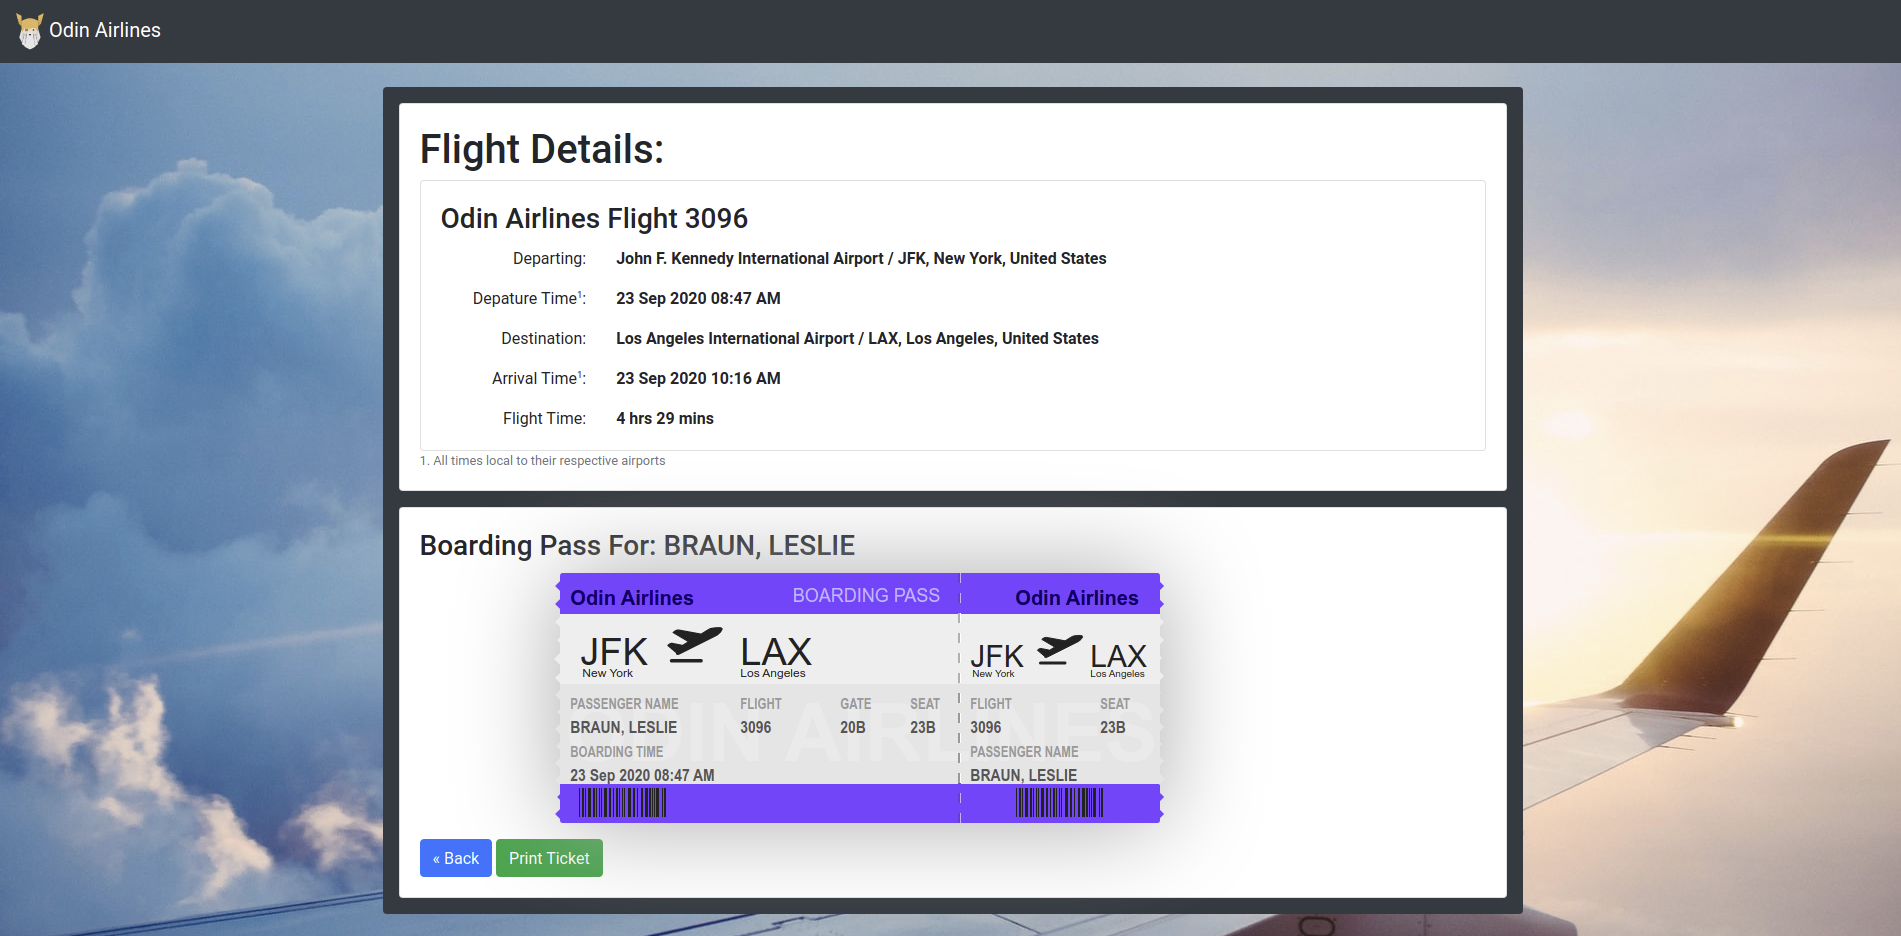 Odin Airlines
Flight Details:
Odin Airlines Flight 3096
Departing: John F. Kennedy International Airport / JFK, New York, United States
Depature Time1: 23 Sep 2020 08:47 AM
Destination: Los Angeles International Airport / LAX, Los Angeles, United States
Arrival Time1: 23 Sep 2020 10:16 AM
Flight Time: 4 hrs 29 mins
1. All times local to their respective airports
Boarding Pass For: BRAUN, LESLIE
Odin Airlines BOARDING PASS Odin Airlines
JFK LAX JFK LAX
New York Los Angeles New York Los Angeles
PASSENGER NAME FLIGHT GATE SEAT FLIGHT SEAT
BRAUN, LESLIE 3096 20B 23B 3096 23B
ODIN AIRLINES
BOARDING TIME PASSENGER NAME
23 Sep 2020 08:47 AM BRAUN, LESLIE
« Back Print Ticket